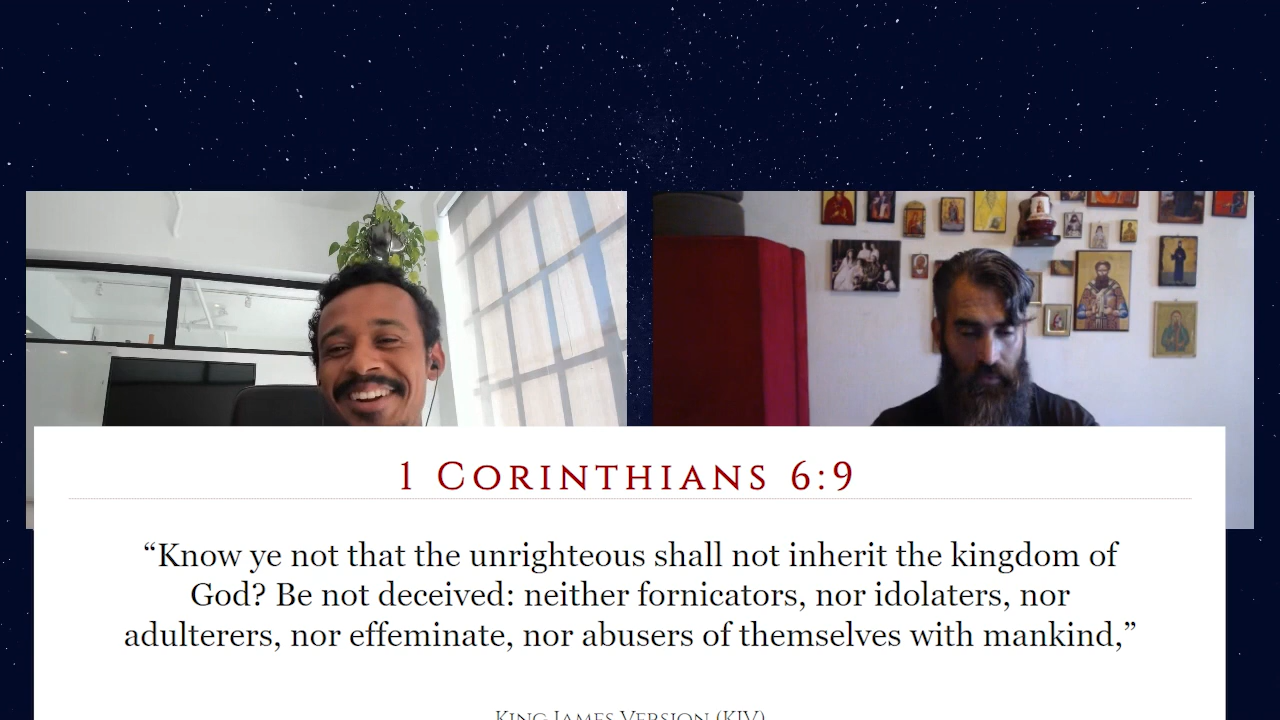 1 Corinthians 6:9
“Know ye not that the unrighteous shall not inherit the kingdom of
God? Be not deceived: neither fornicators, nor idolaters, nor
adulterers, nor effeminate, nor abusers of themselves with mankind,”
King James Version (KJV)